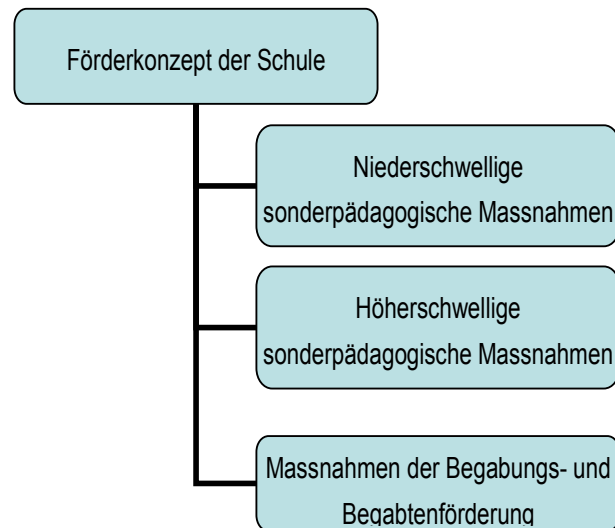 Förderkonzept der Schule
Niederschwellige
sonderpädagogische Massnahmen
Höherschwellige
sonderpädagogische Massnahmen
Massnahmen der Begabungs- und
Begabtenförderung